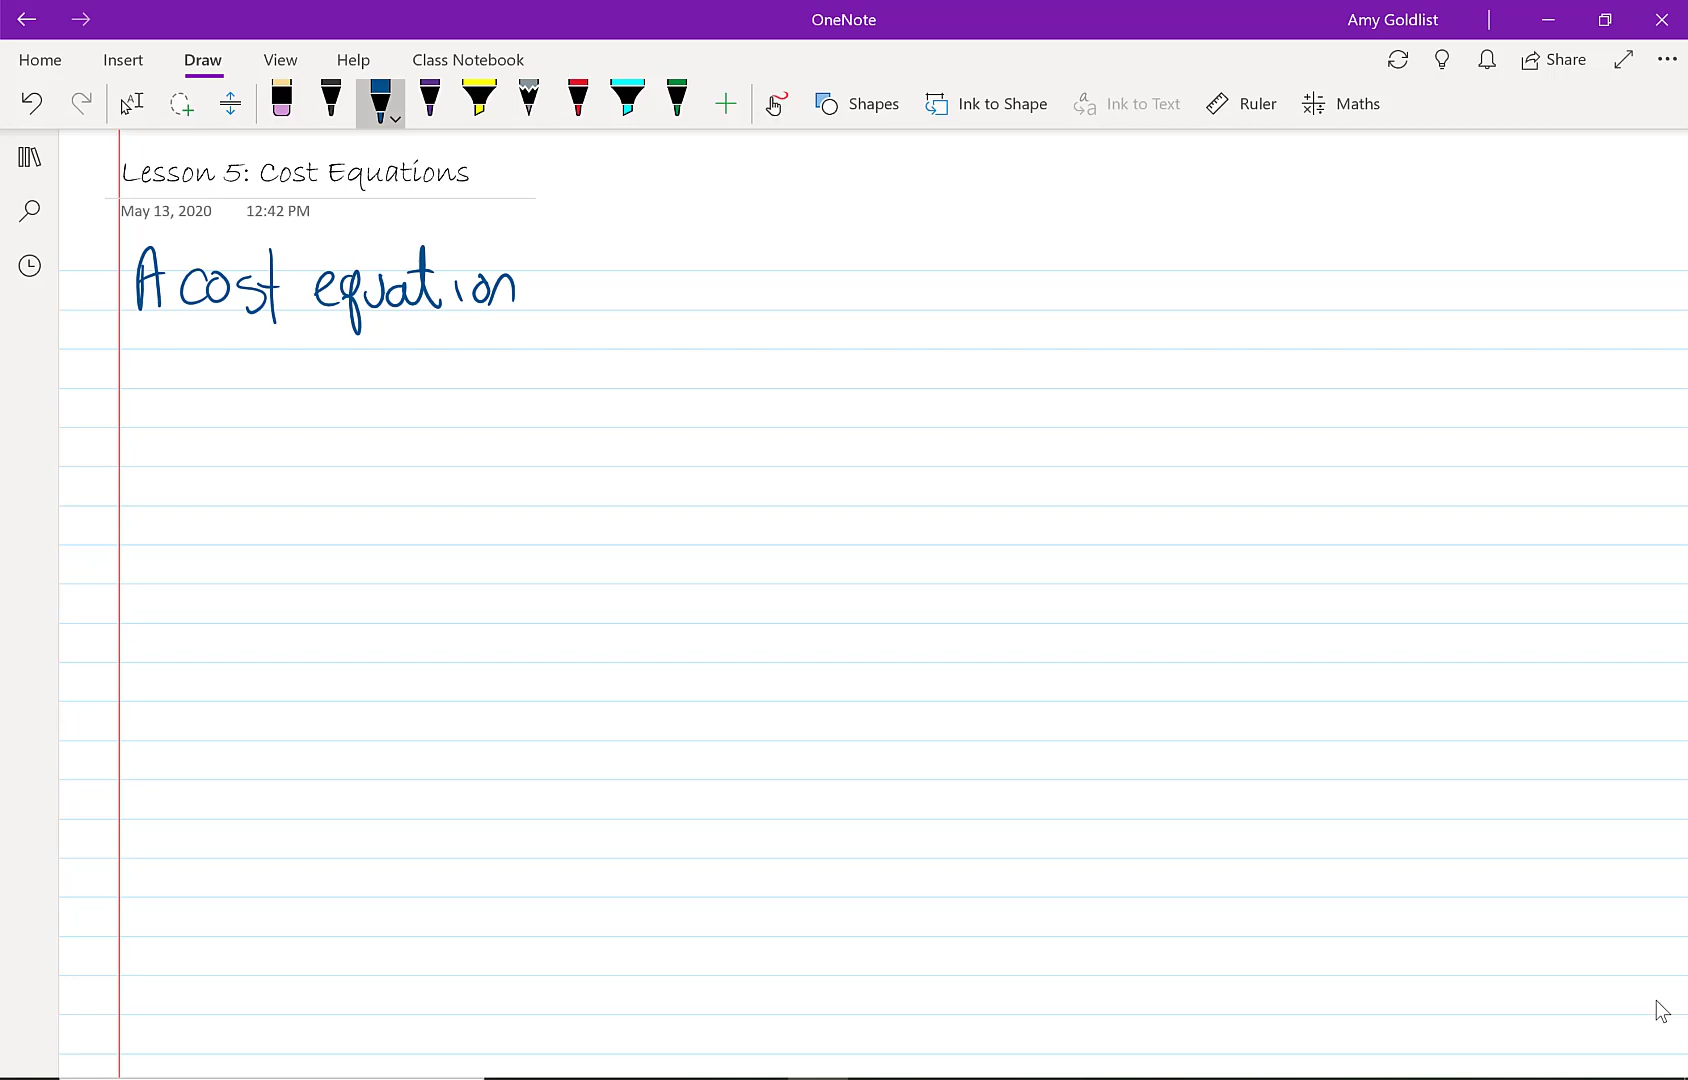 OneNote
Amy Goldlist
Home Insert Draw View Help Class Notebook
Share
Shapes Ink to Shape Ink to Text Ruler Maths
Lesson 5: Cost Equations
May 13, 2020 12:42 PM
A cost equation